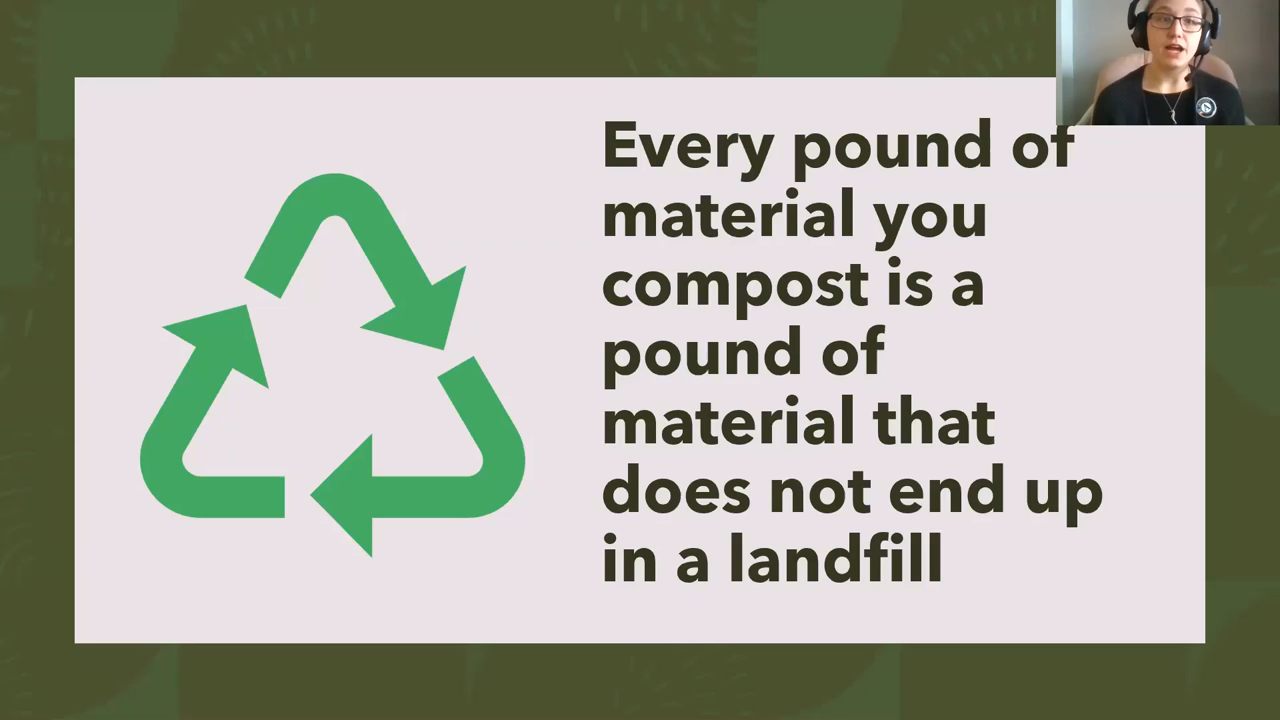 Every pound of
material you
compost is a
pound of
material that
does not end up
in a landfill